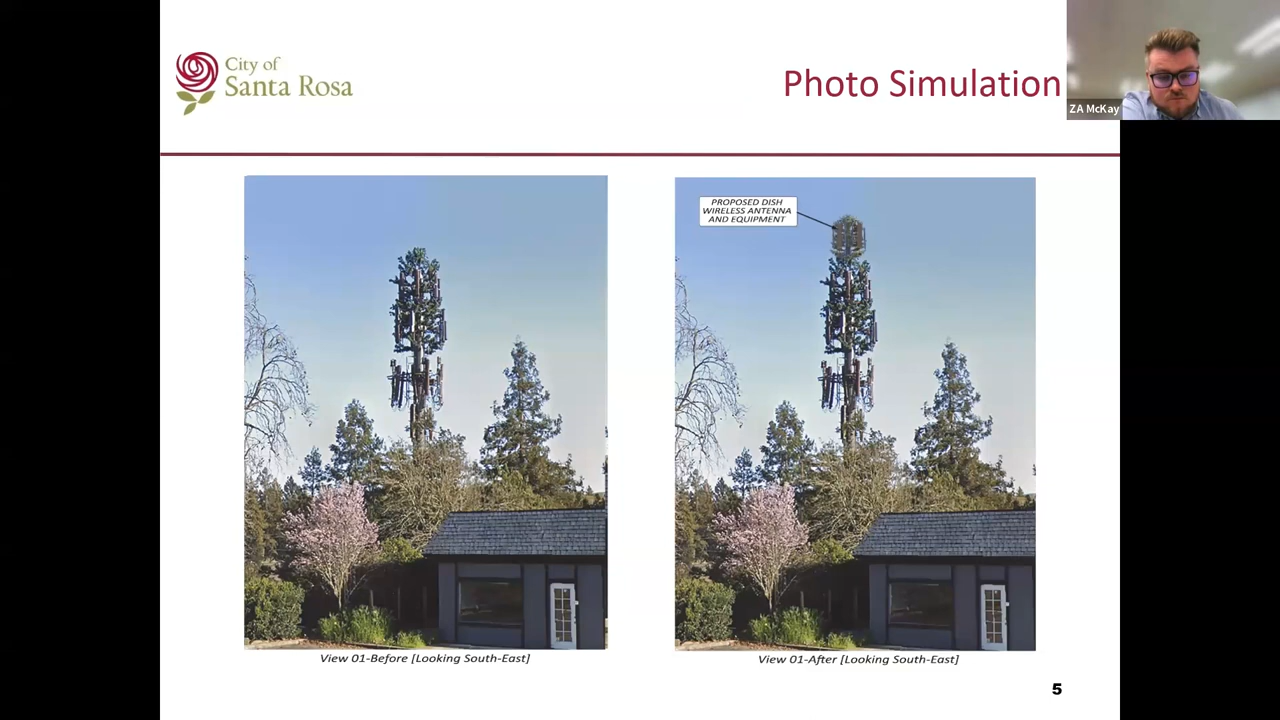 City of
Santa Rosa
Photo Simulation
ZA McKay
PROPOSED DISH
WIRELESS ANTENNA
AND EQUIPMENT
View 01-Before [Looking South-East]
View 01-After [Looking South-East]
5